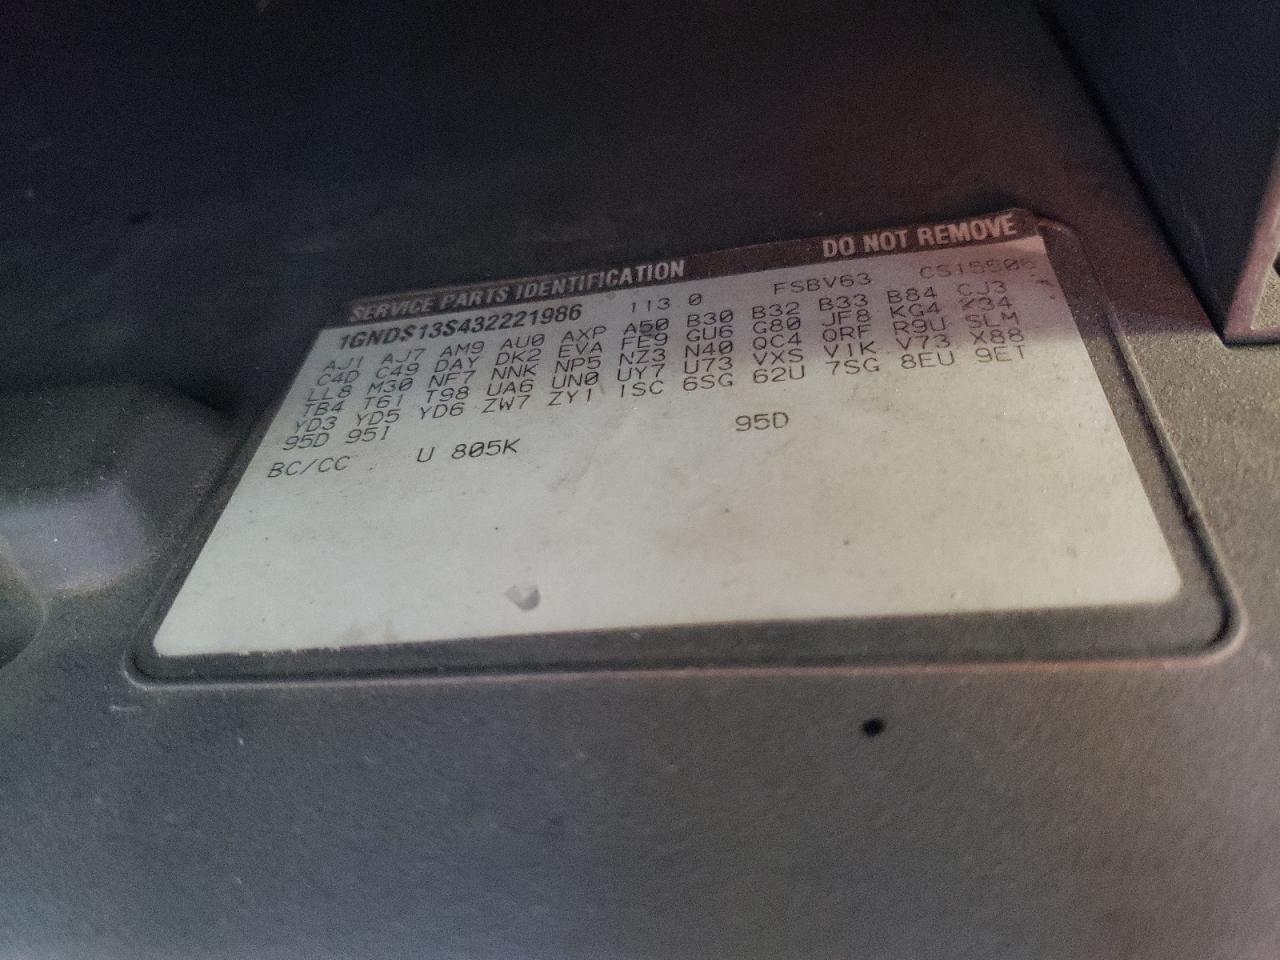 SERVICE PARTS IDENTIFICATION DO NOT REMOVE
1GNDS13S432221986 113 0 FSBV63
AJ1 AJ7 AM9 AU0 AXP A50 B30 B32 B33 B84 CJ3
C4D C49 DAY DK2 EVA FE9 GU6 G80 JF8 KG4 K34
LL8 M30 NF7 NNK NP5 NZ3 N40 QC4 QRF R9U SLM
TB4 T61 T98 UA6 UN0 UY7 U73 VXS V1K V73 X88
YD3 YD5 YD6 ZW7 ZY1 1SC 6SG 62U 7SG 8EU 9ET
95D 95I
BC/CC U 805K 95D